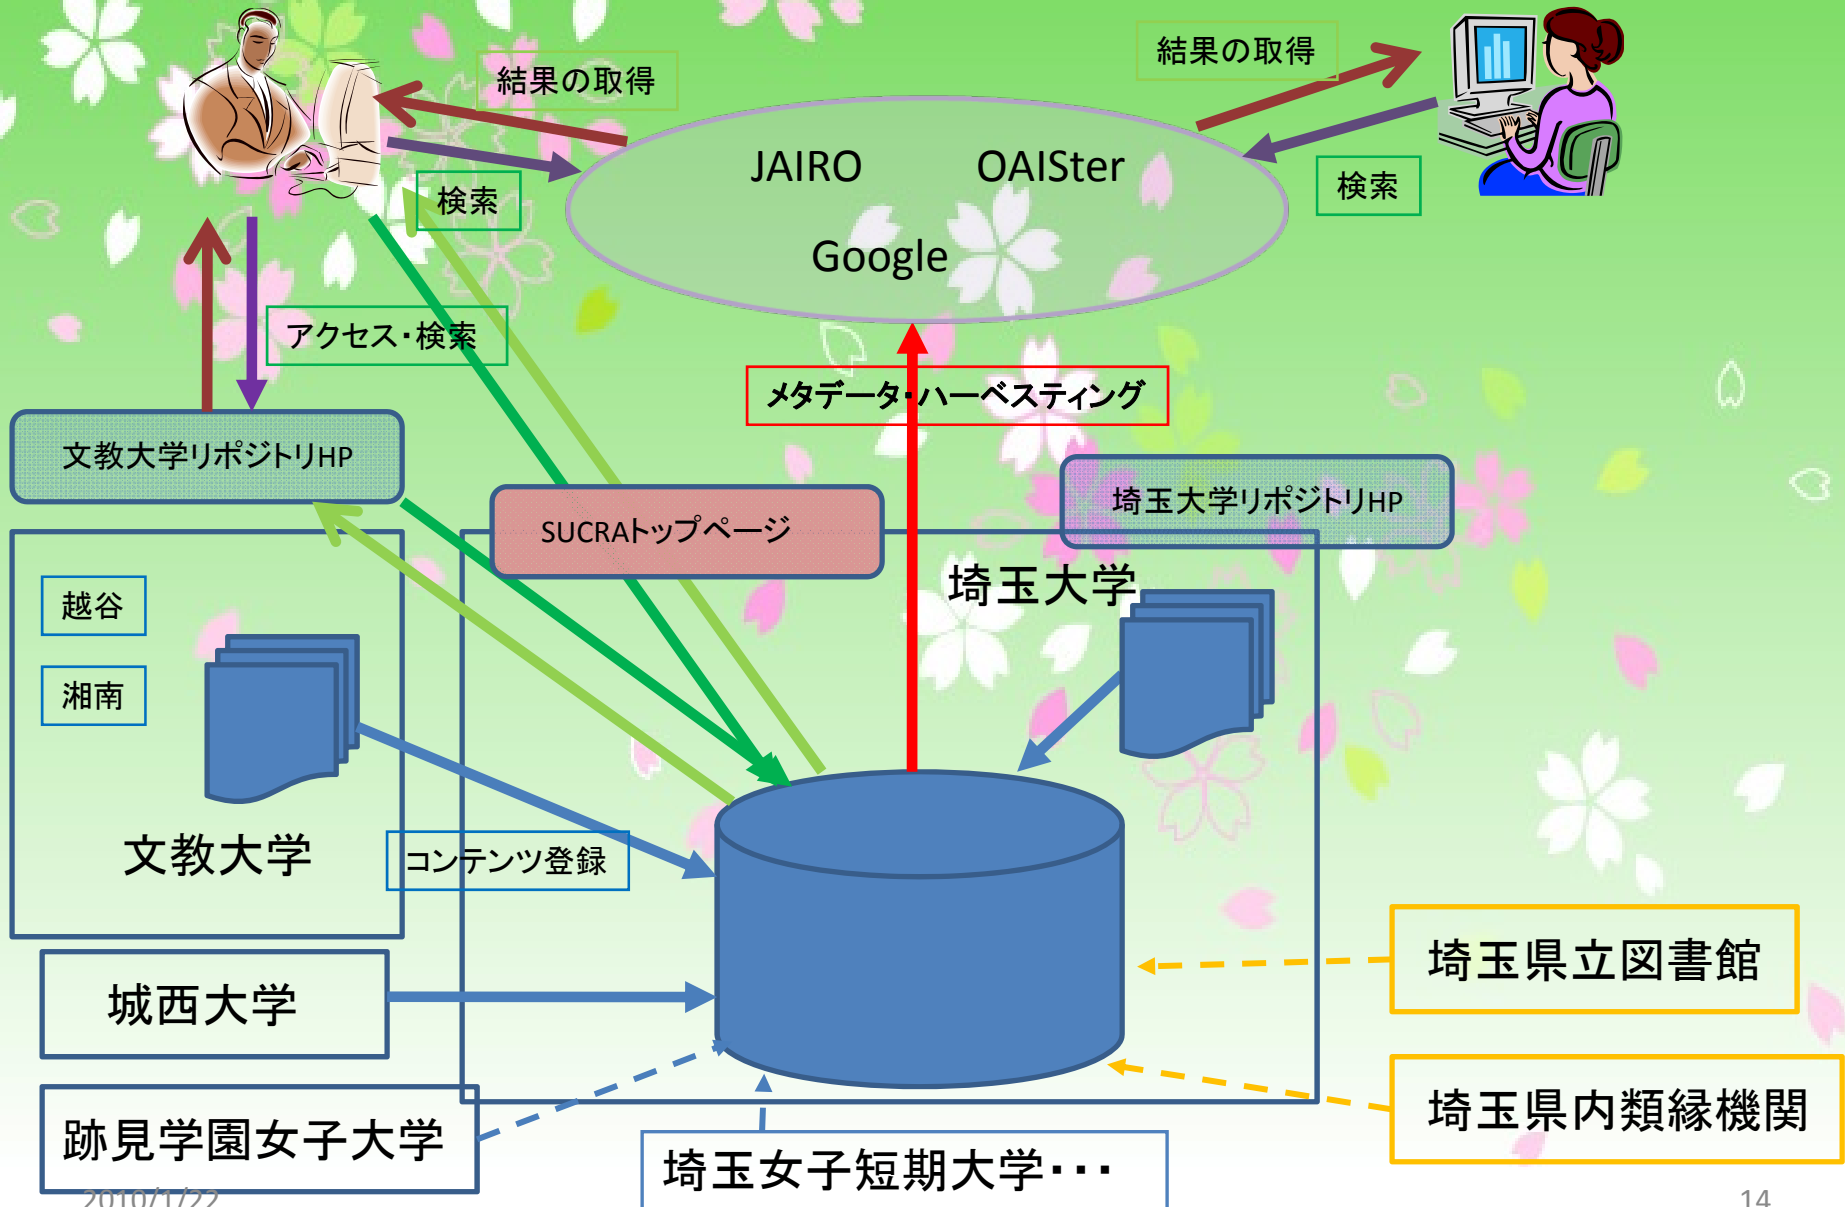 結果の取得
結果の取得
JAIRO
OAISter
Google
検索
検索
アクセス・検索
メタデータ・ハーベスティング
文教大学リポジトリHP
SUCRAトップページ
埼玉大学リポジトリHP
埼玉大学
越谷
湘南
文教大学
コンテンツ登録
城西大学
埼玉県立図書館
跡見学園女子大学
埼玉女子短期大学・・・
埼玉県内類縁機関
2010/1/22
14